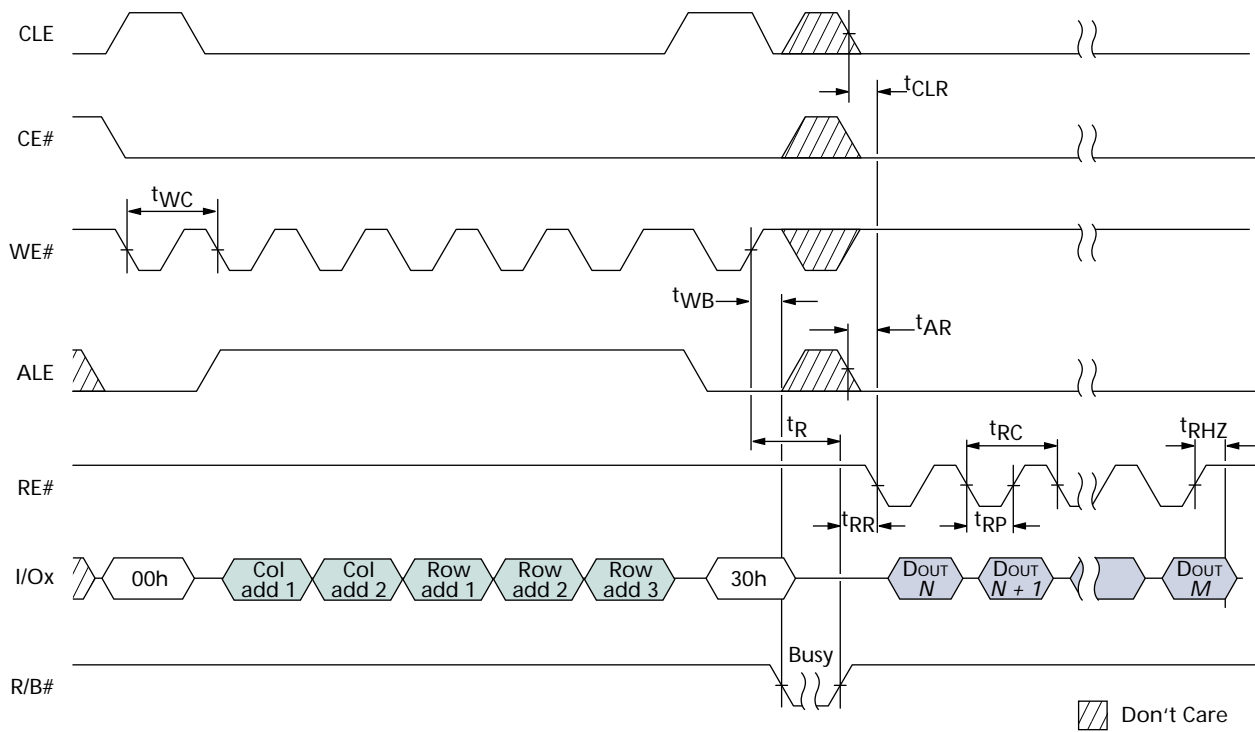 CLE
tCLR
CE#
tWC
WE#
tWB
tAR
ALE
tR
tRC
tRHZ
RE#
tRR
tRP
I/Ox
00h
Col
add 1
Col
add 2
Row
add 1
Row
add 2
Row
add 3
30h
DOUT
N
DOUT
N + 1
DOUT
M
Busy
R/B#
Don't Care